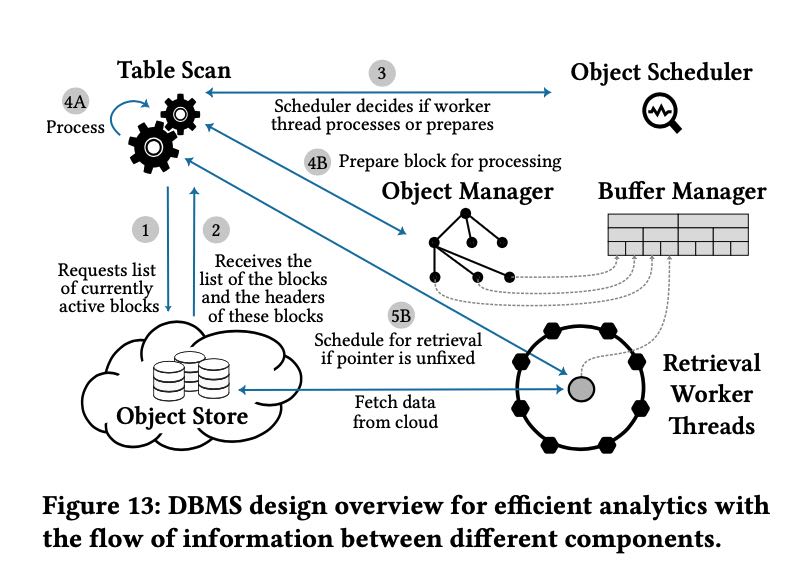 Table Scan
3
Object Scheduler
4A
Process
Scheduler decides if worker
thread processes or prepares
4B
Prepare block for processing
Object Manager
Buffer Manager
1
2
Requests list
of currently
active blocks
Receives the
list of the blocks
and the headers
of these blocks
5B
Schedule for retrieval
if pointer is unfixed
Object Store
Fetch data
from cloud
Retrieval
Worker
Threads
Figure 13: DBMS design overview for efficient analytics with
the flow of information between different components.